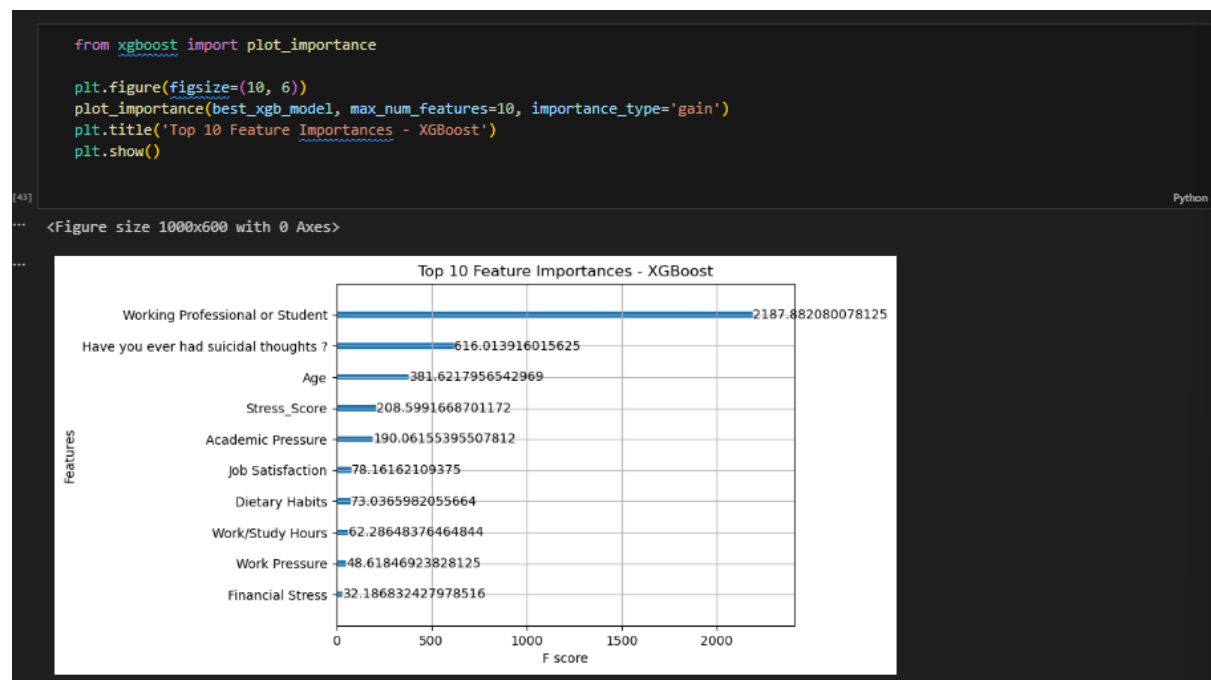 from xgboost import plot_importance
plt.figure(figsize=(10, 6))
plot_importance(best_xgb_model, max_num_features=10, importance_type='gain')
plt.title('Top 10 Feature Importances - XGBoost')
plt.show()
[43]
Python
... <Figure size 1000x600 with 0 Axes>
...
Top 10 Feature Importances - XGBoost
Working Professional or Student 2187.882080078125
Have you ever had suicidal thoughts ? 616.013916015625
Age 381.6217956542969
Stress_Score 208.5991668701172
Academic Pressure 190.06155395507812
Job Satisfaction 78.16162109375
Dietary Habits 73.0365982055664
Work/Study Hours 62.28648376464844
Work Pressure 48.61846923828125
Financial Stress 32.186832427978516
Features
0 500 1000 1500 2000
F score